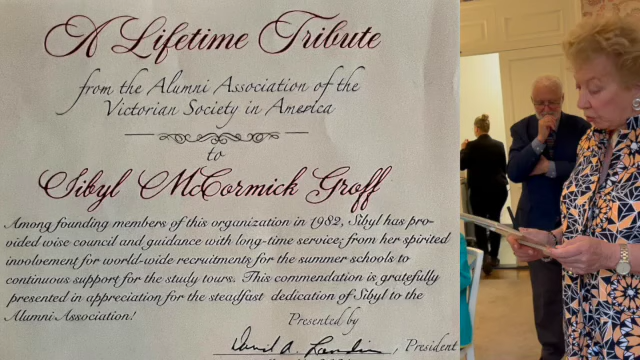 A Lifetime Tribute
from the Alumni Association of the
Victorian Society in America
to
Sibyl McCormick Groff
Among founding members of this organization in 1982, Sibyl has pro-
vided wise council and guidance with long-time service; from her spirited
involvement for world-wide recruitments for the summer schools to
continuous support for the study tours. This commendation is gratefully
presented in appreciation for the steadfast dedication of Sibyl to the
Alumni Association!
Presented by
David A. , President